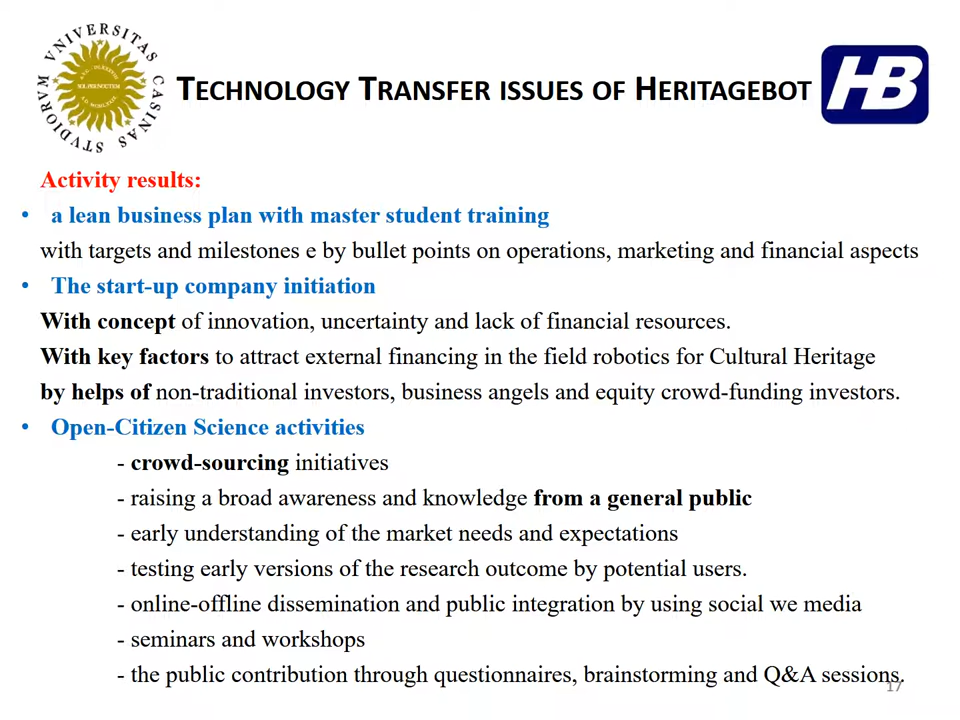 VNIVERSITAS CASINAS STVDIORVM
TECHNOLOGY TRANSFER ISSUES OF HERITAGEBOT
HB
Activity results:
• a lean business plan with master student training
with targets and milestones e by bullet points on operations, marketing and financial aspects
• The start-up company initiation
With concept of innovation, uncertainty and lack of financial resources.
With key factors to attract external financing in the field robotics for Cultural Heritage
by helps of non-traditional investors, business angels and equity crowd-funding investors.
• Open-Citizen Science activities
- crowd-sourcing initiatives
- raising a broad awareness and knowledge from a general public
- early understanding of the market needs and expectations
- testing early versions of the research outcome by potential users.
- online-offline dissemination and public integration by using social we media
- seminars and workshops
- the public contribution through questionnaires, brainstorming and Q&A sessions.
17